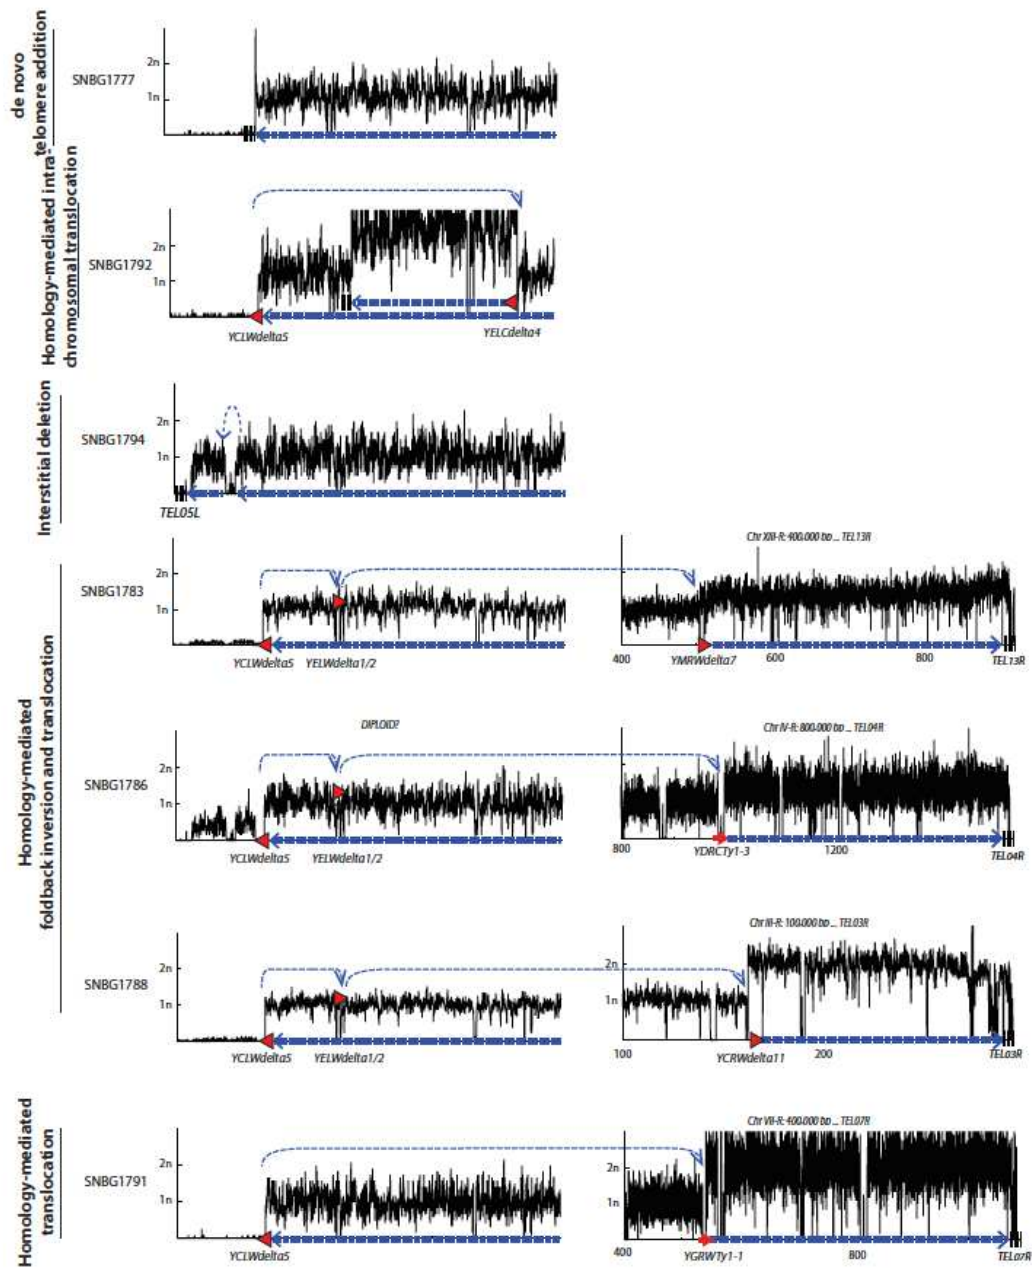 de novo
telomere addition
SNBG1777
2n
1n
Homology-mediated intra-
chromosomal translocation
SNBG1792
2n
1n
YCLWdelta5 YELCdelta4
Interstitial deletion
SNBG1794
2n
1n
TEL05L
Homology-mediated
foldback inversion and translocation
SNBG1783
2n
1n
YCLWdelta5 YELWdelta1/2
Chr XIII-R: 400.000 bp ... TEL13R
400 YMRWdelta7 600 800 TEL13R
DIPLOID?
SNBG1786
2n
1n
YCLWdelta5 YELWdelta1/2
Chr IV-R: 800.000 bp ... TEL04R
800 YDRCTy1-3 1200 TEL04R
SNBG1788
2n
1n
YCLWdelta5 YELWdelta1/2
Chr III-R: 100.000 bp ... TEL03R
2n
1n
100 YCRWdelta11 200 TEL03R
Homology-mediated
translocation
SNBG1791
2n
1n
YCLWdelta5
Chr VII-R: 400.000 bp ... TEL07R
2n
1n
400 YGRWTy1-1 800 TEL07R